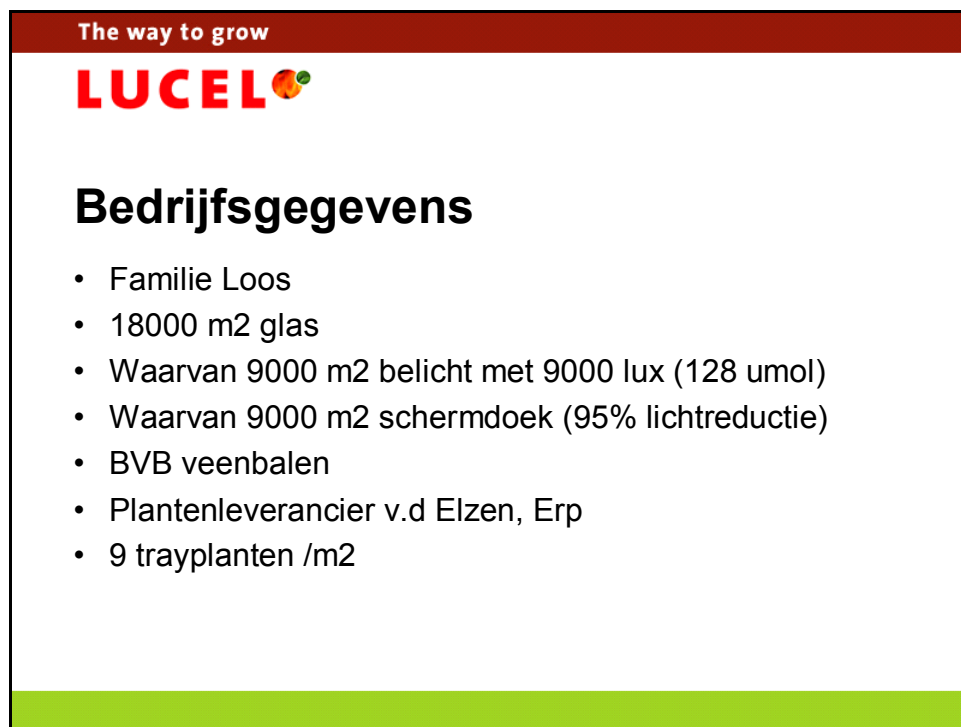 The way to grow
LUCEL
Bedrijfsgegevens
• Familie Loos
• 18000 m2 glas
• Waarvan 9000 m2 belicht met 9000 lux (128 umol)
• Waarvan 9000 m2 schermdoek (95% lichtreductie)
• BVB veenbalen
• Plantenleverancier v.d Elzen, Erp
• 9 trayplanten /m2